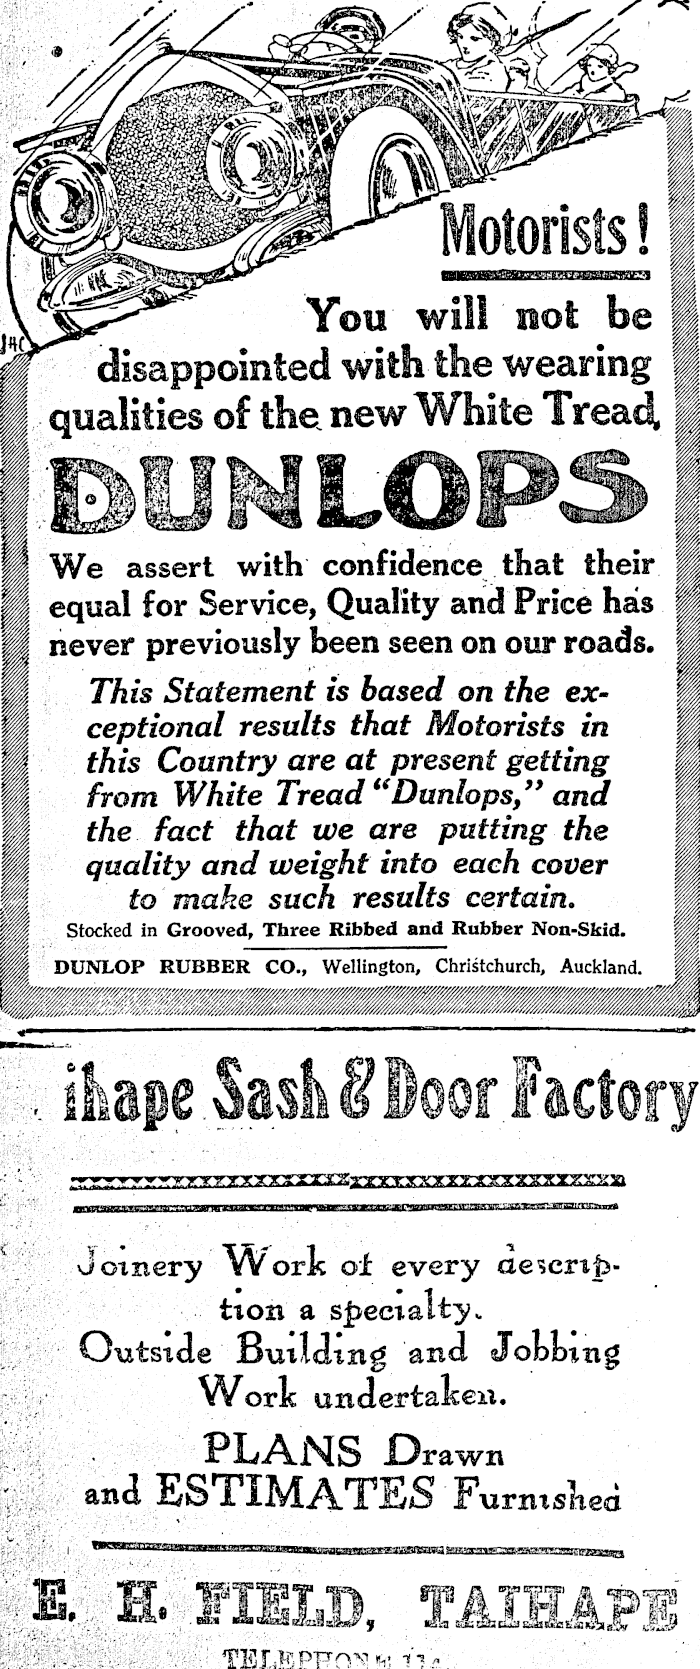 Motorists!
JHC
You will not be
disappointed with the wearing
qualities of the new White Tread,
DUNLOPS
We assert with confidence that their
equal for Service, Quality and Price has
never previously been seen on our roads.
This Statement is based on the ex-
ceptional results that Motorists in
this Country are at present getting
from White Tread "Dunlops," and
the fact that we are putting the
quality and weight into each cover
to make such results certain.
Stocked in Grooved, Three Ribbed and Rubber Non-Skid.
DUNLOP RUBBER CO., Wellington, Christchurch, Auckland.
ihape Sash & Door Factory
Joinery Work of every descrip-
tion a specialty.
Outside Building and Jobbing
Work undertaken.
PLANS Drawn
and ESTIMATES Furnished
E. H. FIELD, TAIHAPE
TELEPHONE